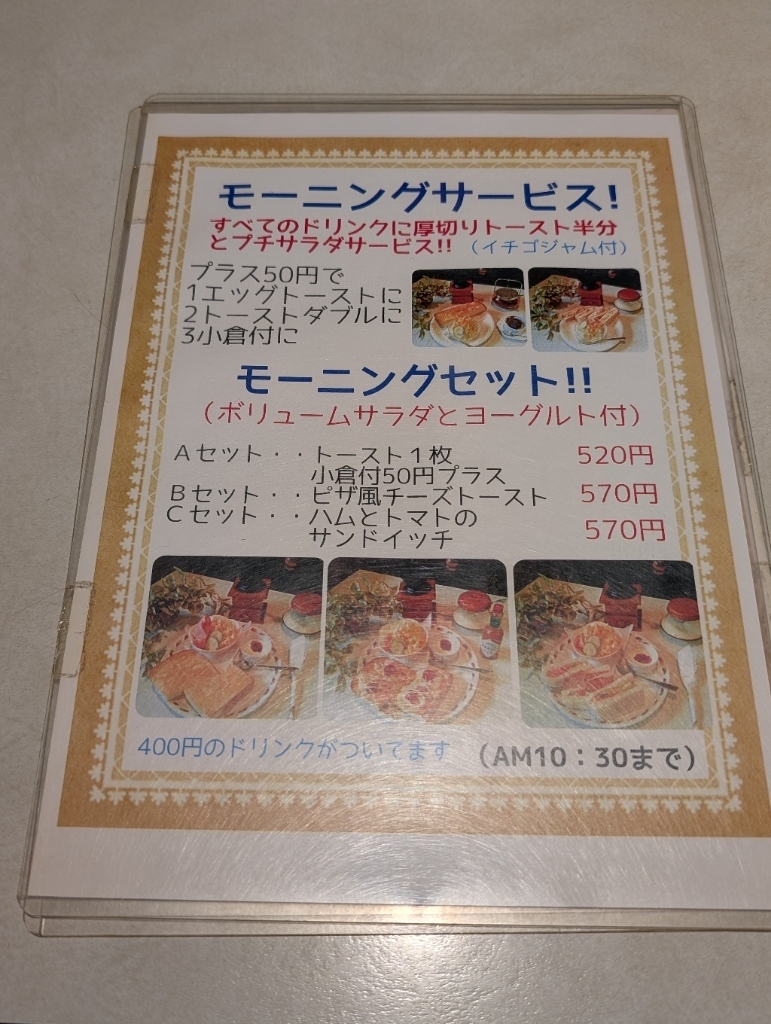 モーニングサービス!
すべてのドリンクに厚切りトースト半分
とプチサラダサービス!! (イチゴジャム付)
プラス50円で
1エッグトーストに
2トーストダブルに
3小倉付に
モーニングセット!!
(ボリュームサラダとヨーグルト付)
Aセット・・トースト1枚 520円
小倉付50円プラス
Bセット・・ピザ風チーズトースト 570円
Cセット・・ハムとトマトの 570円
サンドイッチ
400円のドリンクがついてます (AM10:30まで)